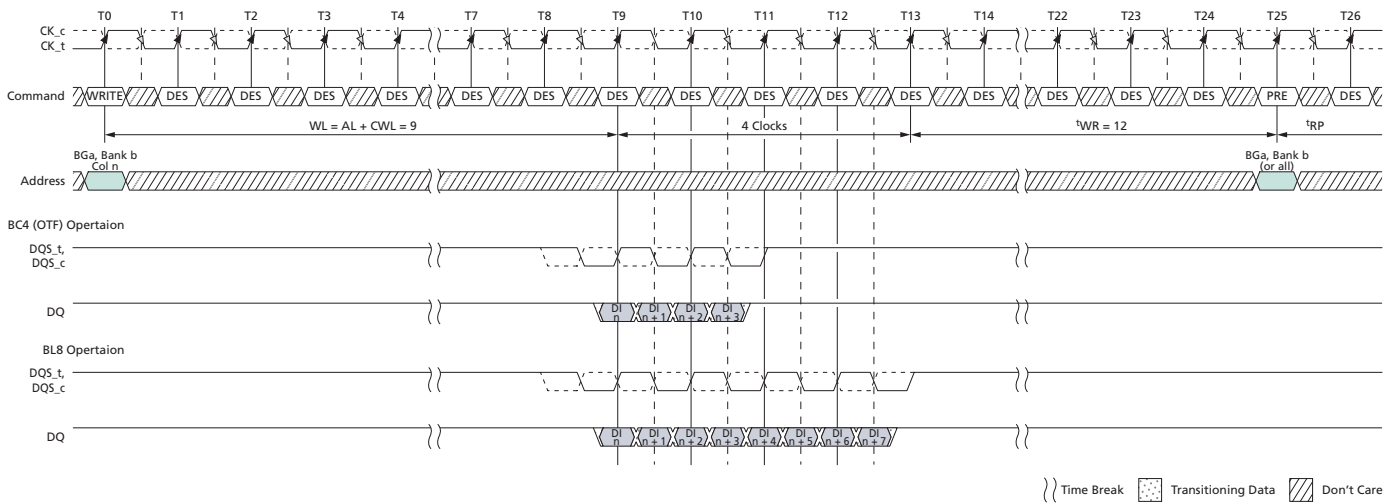 T0 T1 T2 T3 T4 T7 T8 T9 T10 T11 T12 T13 T14 T22 T23 T24 T25 T26
CK_c
CK_t
Command WRITE DES DES DES DES DES DES DES DES DES DES DES DES DES DES DES PRE DES
WL = AL + CWL = 9 4 Clocks tWR = 12 tRP
BGa, Bank b
Col n
BGa, Bank b
(or all)
Address
BC4 (OTF) Opertaion
DQS_t,
DQS_c
DQ DI n DI n + 1 DI n + 2 DI n + 3
BL8 Opertaion
DQS_t,
DQS_c
DQ DI n DI n + 1 DI n + 2 DI n + 3 DI n + 4 DI n + 5 DI n + 6 DI n + 7
Time Break Transitioning Data Don't Care